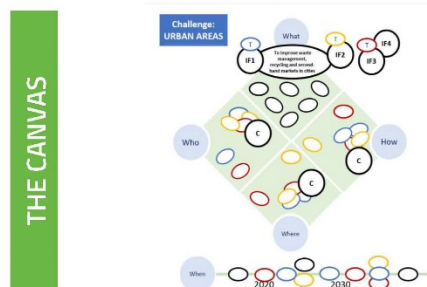 THE CANVAS
Challenge:
URBAN AREAS
What
T
IF1
To improve waste
management,
recycling and second-
hand markets in cities
T
IF2
T
IF3
IF4
Who
C
How
C
C
Where
When
2020
2030